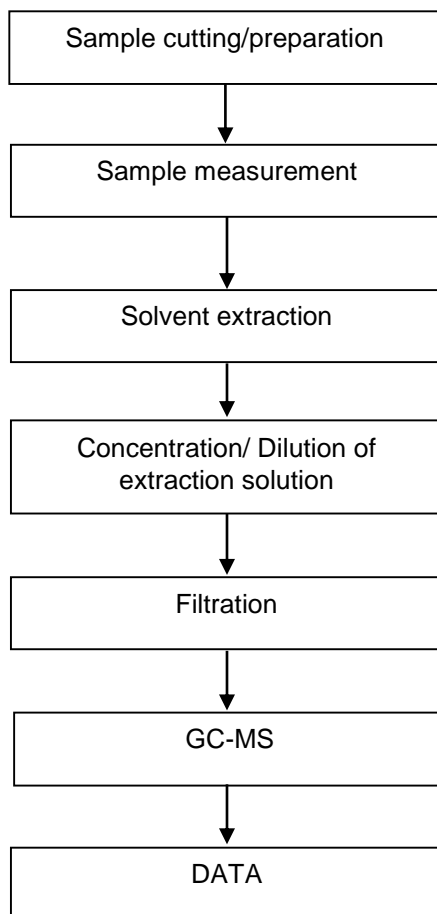 Sample cutting/preparation
Sample measurement
Solvent extraction
Concentration/ Dilution of
extraction solution
Filtration
GC-MS
DATA